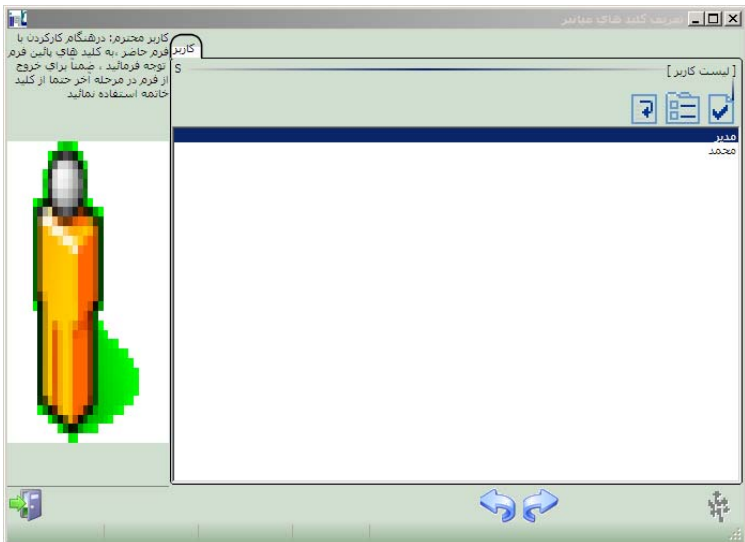 تعریف کلید های میانبر
کاربر محترم؛ درهنگام کارکردن با
فرم حاضر ،به کلید های پائین فرم
توجه فرمائید ، ضمناً برای خروج
از فرم در مرحله آخر حتما از کلید
خاتمه استفاده نمائید
کاربر
[ لیست کاربر ]
S
مدیر
محمد